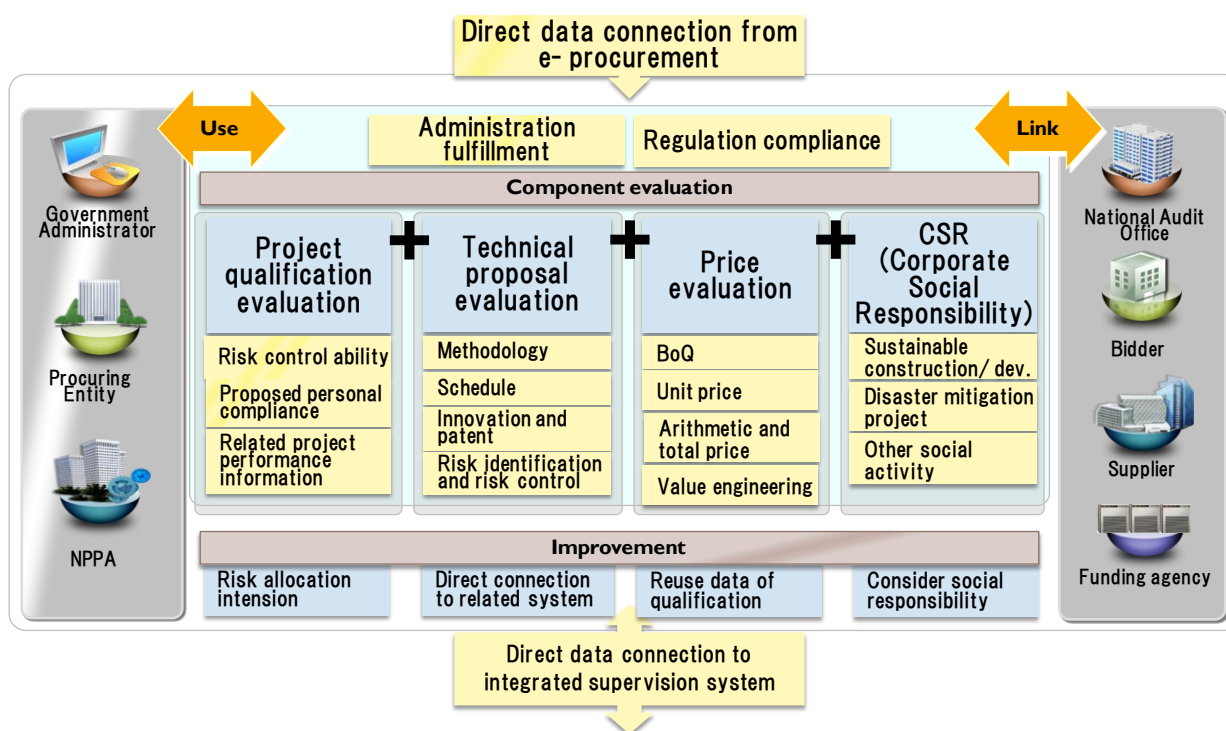 Direct data connection from
e- procurement
Use
Link
Administration
fulfillment
Regulation compliance
Component evaluation
Government
Administrator
Procuring
Entity
NPPA
Project
qualification
evaluation
Risk control ability
Proposed personal
compliance
Related project
performance
information
Technical
proposal
evaluation
Methodology
Schedule
Innovation and
patent
Risk identification
and risk control
Price
evaluation
BoQ
Unit price
Arithmetic and
total price
Value engineering
CSR
(Corporate
Social
Responsibility)
Sustainable
construction/ dev.
Disaster mitigation
project
Other social
activity
National Audit
Office
Bidder
Supplier
Funding agency
Improvement
Risk allocation
intension
Direct connection
to related system
Reuse data of
qualification
Consider social
responsibility
Direct data connection to
integrated supervision system